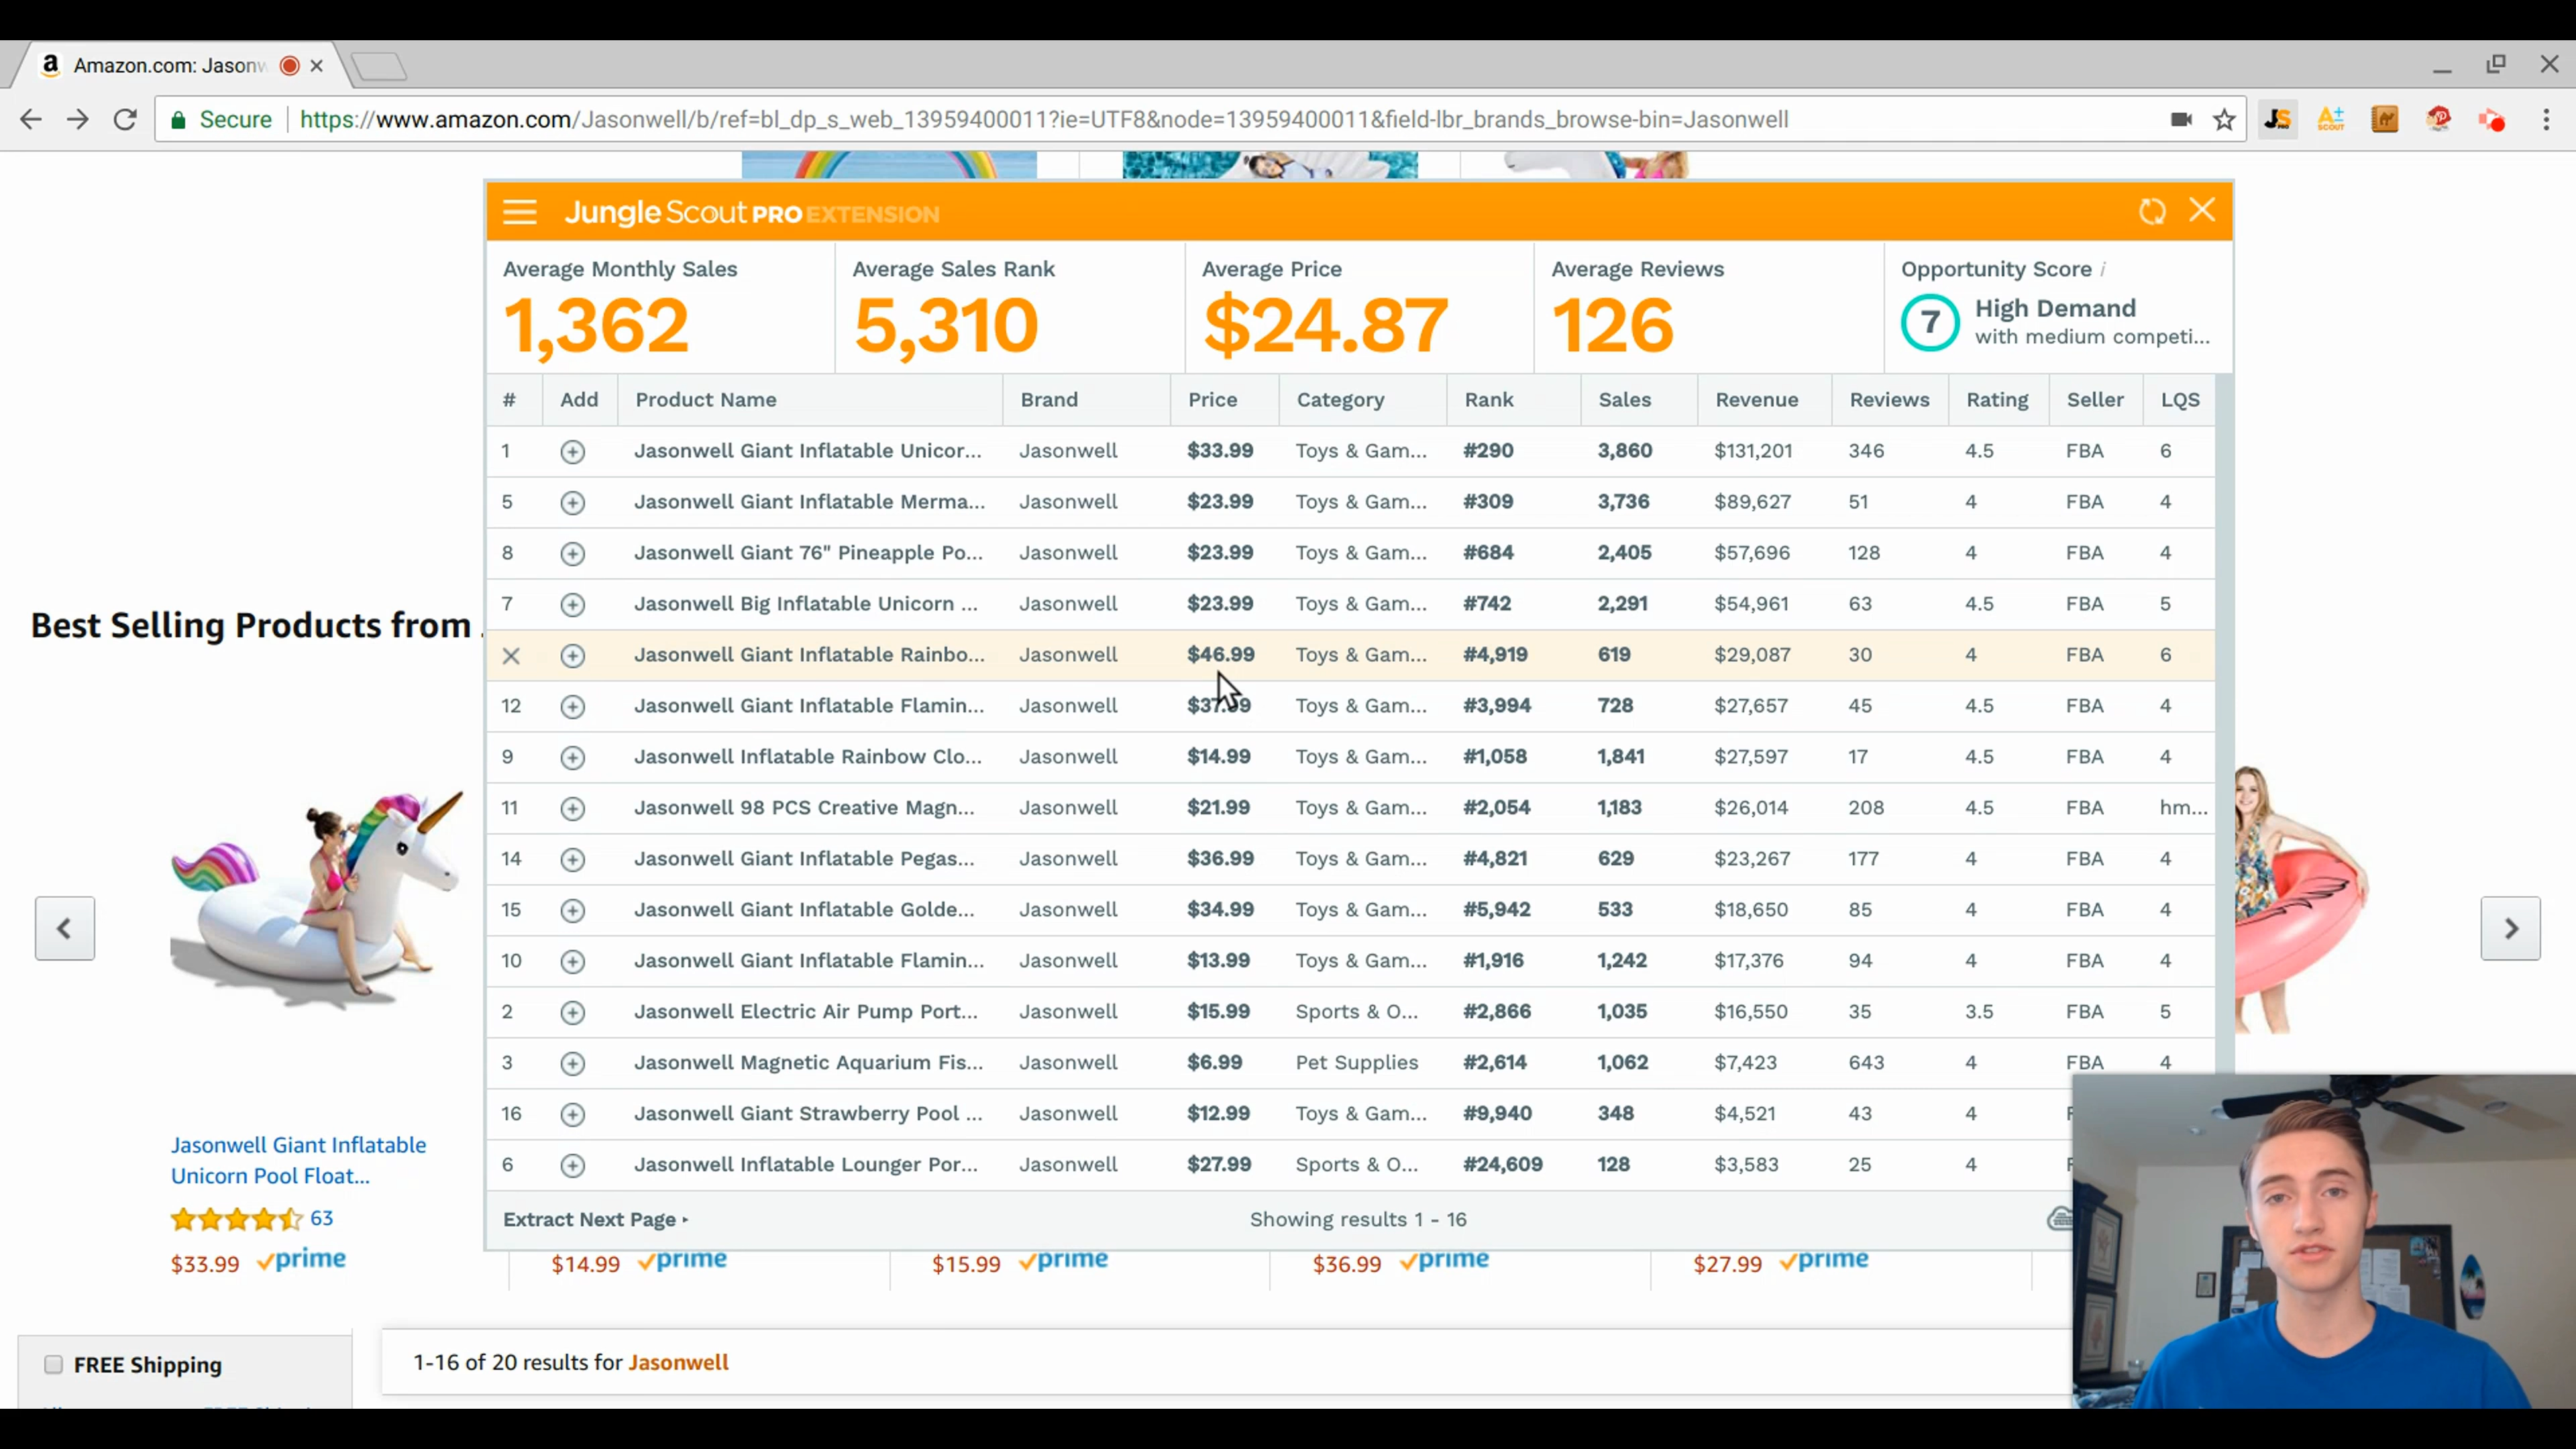 Amazon.com: Jasonw
Secure https://www.amazon.com/Jasonwell/b/ref=bl_dp_s_web_13959400011?ie=UTF8&node=13959400011&field-lbr_brands_browse-bin=Jasonwell
Jungle Scout PRO EXTENSION
Average Monthly Sales
1,362
Average Sales Rank
5,310
Average Price
$24.87
Average Reviews
126
Opportunity Score i
7 High Demand
with medium competi...
# Add Product Name Brand Price Category Rank Sales Revenue Reviews Rating Seller LQS
1 Jasonwell Giant Inflatable Unicor... Jasonwell $33.99 Toys & Gam... #290 3,860 $131,201 346 4.5 FBA 6
5 Jasonwell Giant Inflatable Merma... Jasonwell $23.99 Toys & Gam... #309 3,736 $89,627 51 4 FBA 4
8 Jasonwell Giant 76" Pineapple Po... Jasonwell $23.99 Toys & Gam... #684 2,405 $57,696 128 4 FBA 4
7 Jasonwell Big Inflatable Unicorn ... Jasonwell $23.99 Toys & Gam... #742 2,291 $54,961 63 4.5 FBA 5
Jasonwell Giant Inflatable Rainbo... Jasonwell $46.99 Toys & Gam... #4,919 619 $29,087 30 4 FBA 6
12 Jasonwell Giant Inflatable Flamin... Jasonwell Toys & Gam... #3,994 728 $27,657 45 4.5 FBA 4
9 Jasonwell Inflatable Rainbow Clo... Jasonwell $14.99 Toys & Gam... #1,058 1,841 $27,597 17 4.5 FBA 4
11 Jasonwell 98 PCS Creative Magn... Jasonwell $21.99 Toys & Gam... #2,054 1,183 $26,014 208 4.5 FBA hm...
14 Jasonwell Giant Inflatable Pegas... Jasonwell $36.99 Toys & Gam... #4,821 629 $23,267 177 4 FBA 4
15 Jasonwell Giant Inflatable Golde... Jasonwell $34.99 Toys & Gam... #5,942 533 $18,650 85 4 FBA 4
10 Jasonwell Giant Inflatable Flamin... Jasonwell $13.99 Toys & Gam... #1,916 1,242 $17,376 94 4 FBA 4
2 Jasonwell Electric Air Pump Port... Jasonwell $15.99 Sports & O... #2,866 1,035 $16,550 35 3.5 FBA 5
3 Jasonwell Magnetic Aquarium Fis... Jasonwell $6.99 Pet Supplies #2,614 1,062 $7,423 643 4 FBA 4
16 Jasonwell Giant Strawberry Pool ... Jasonwell $12.99 Toys & Gam... #9,940 348 $4,521 43 4
6 Jasonwell Inflatable Lounger Por... Jasonwell $27.99 Sports & O... #24,609 128 $3,583 25 4
Extract Next Page Showing results 1 - 16
Best Selling Products from
Jasonwell Giant Inflatable
Unicorn Pool Float...
63
$33.99 prime
$14.99 prime
$15.99 prime
$36.99 prime
$27.99 prime
FREE Shipping
1-16 of 20 results for Jasonwell